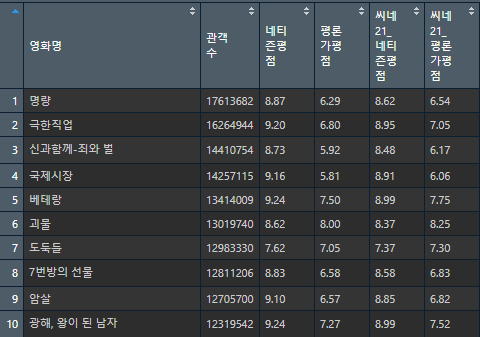 영화명 관객수 네티즌평점 평론가평점 씨네21_네티즌평점 씨네21_평론가평점
1 명량 17613682 8.87 6.29 8.62 6.54
2 극한직업 16264944 9.20 6.80 8.95 7.05
3 신과함께-죄와 벌 14410754 8.73 5.92 8.48 6.17
4 국제시장 14257115 9.16 5.81 8.91 6.06
5 베테랑 13414009 9.24 7.50 8.99 7.75
6 괴물 13019740 8.62 8.00 8.37 8.25
7 도둑들 12983330 7.62 7.05 7.37 7.30
8 7번방의 선물 12811206 8.83 6.58 8.58 6.83
9 암살 12705700 9.10 6.57 8.85 6.82
10 광해, 왕이 된 남자 12319542 9.24 7.27 8.99 7.52